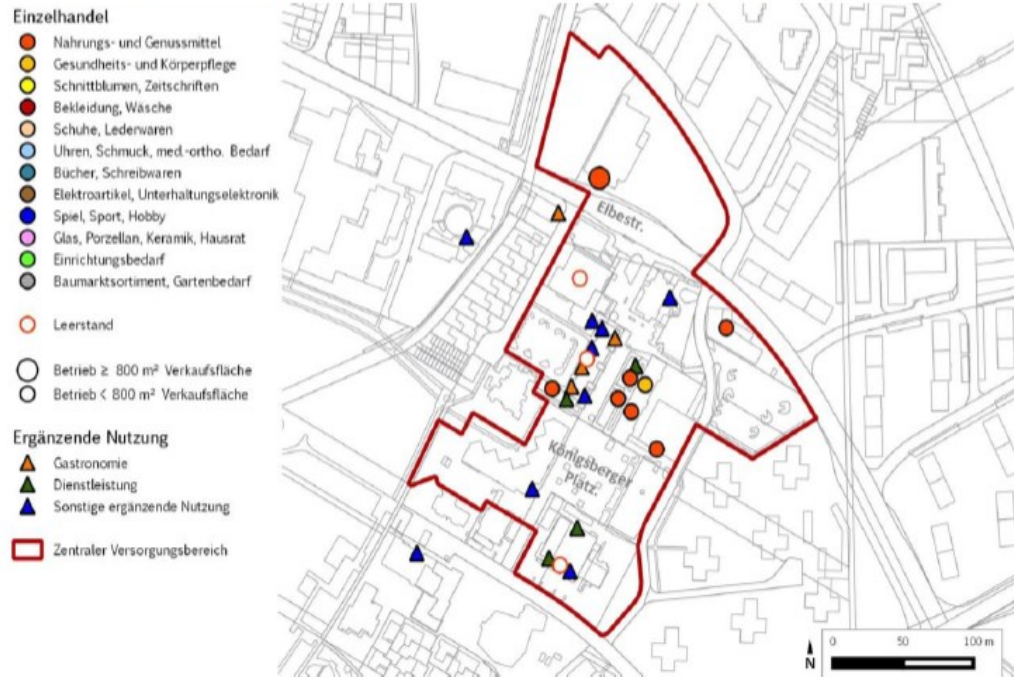 Einzelhandel
Nahrungs- und Genussmittel
Gesundheits- und Körperpflege
Schnittblumen, Zeitschriften
Bekleidung, Wäsche
Schuhe, Lederwaren
Uhren, Schmuck, med.-ortho. Bedarf
Bücher, Schreibwaren
Elektroartikel, Unterhaltungselektronik
Spiel, Sport, Hobby
Glas, Porzellan, Keramik, Hausrat
Einrichtungsbedarf
Baumarktsortiment, Gartenbedarf
Leerstand
Betrieb ≥ 800 m² Verkaufsfläche
Betrieb < 800 m² Verkaufsfläche
Ergänzende Nutzung
Gastronomie
Dienstleistung
Sonstige ergänzende Nutzung
Zentraler Versorgungsbereich
Elbestr.
Königsberger
Platz.
N
0 50 100 m